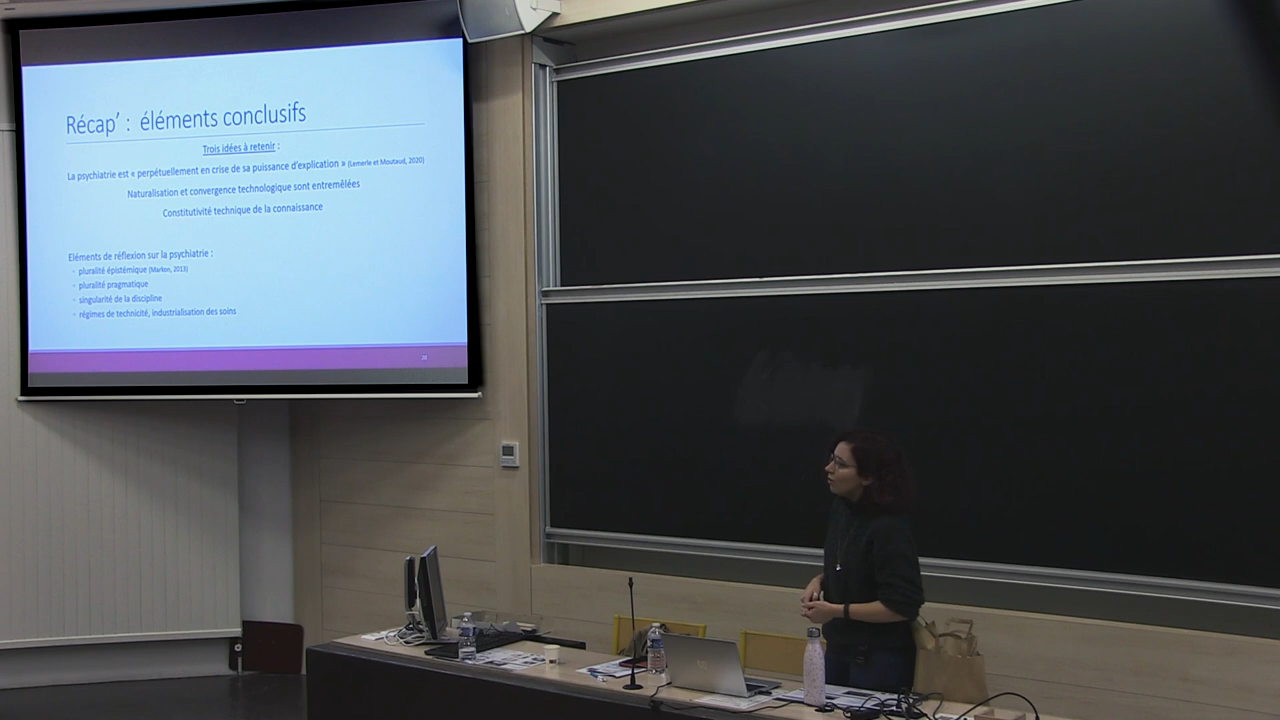 Récap’ : éléments conclusifs
Trois idées à retenir :
La psychiatrie est « perpétuellement en crise de sa puissance d’explication » (Lemerle et Moutaud, 2020)
Naturalisation et convergence technologique sont entremêlées
Constitutivité technique de la connaissance
Eléments de réflexion sur la psychiatrie :
- pluralité épistémique (Markon, 2013)
- pluralité pragmatique
- singularité de la discipline
- régimes de technicité, industrialisation des soins